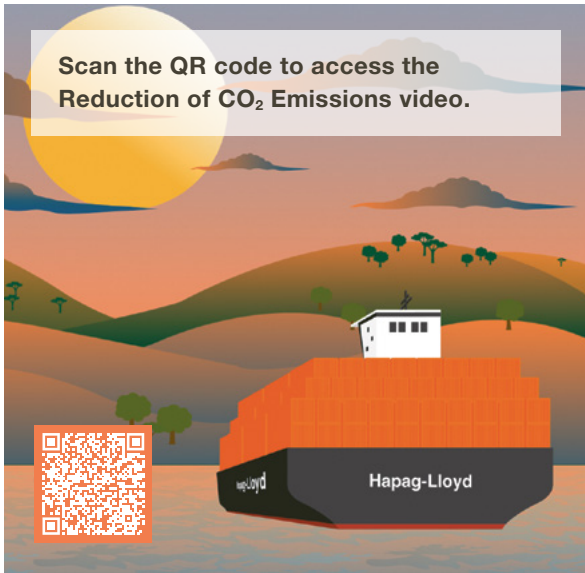 Scan the QR code to access the
Reduction of CO₂ Emissions video.
Hapag-Lloyd
Hapag-Lloyd